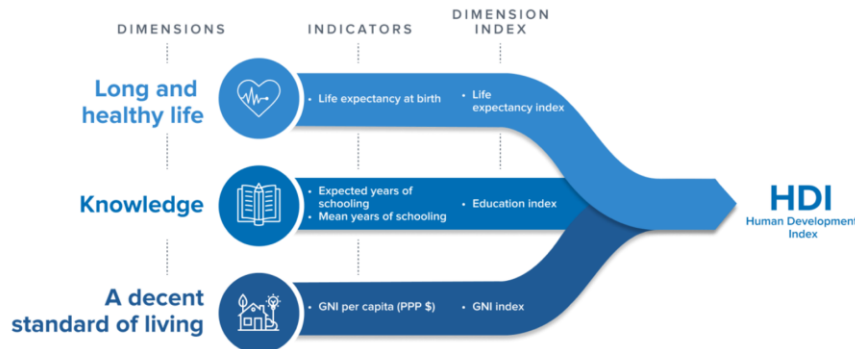 DIMENSIONS
INDICATORS
DIMENSION
INDEX
Long and
healthy life
• Life expectancy at birth
• Life
expectancy index
Knowledge
• Expected years of
schooling
• Mean years of schooling
• Education index
HDI
Human Development
Index
A decent
standard of living
• GNI per capita (PPP $)
• GNI index